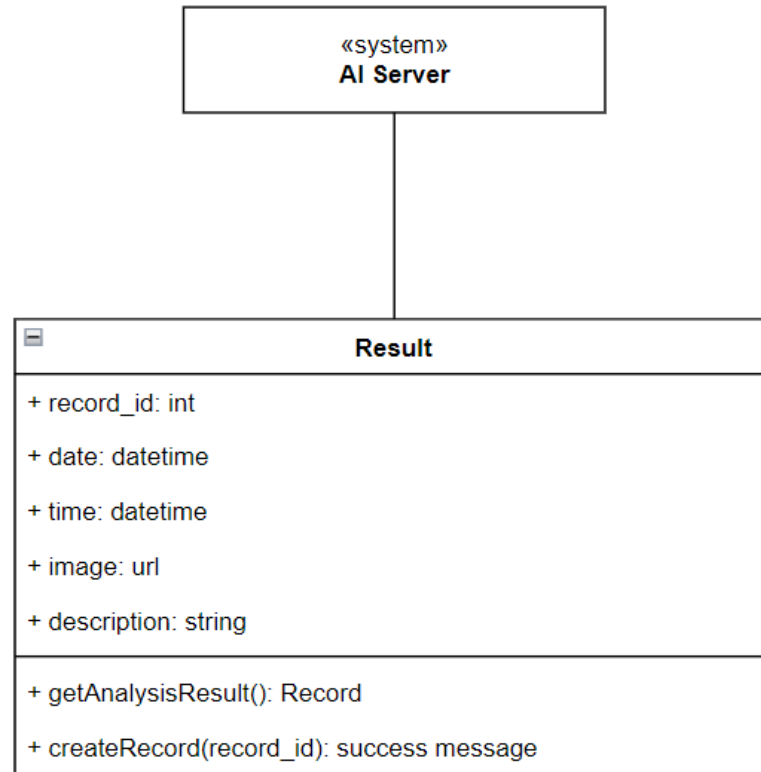 «system»
AI Server
Result
+ record_id: int
+ date: datetime
+ time: datetime
+ image: url
+ description: string
+ getAnalysisResult(): Record
+ createRecord(record_id): success message